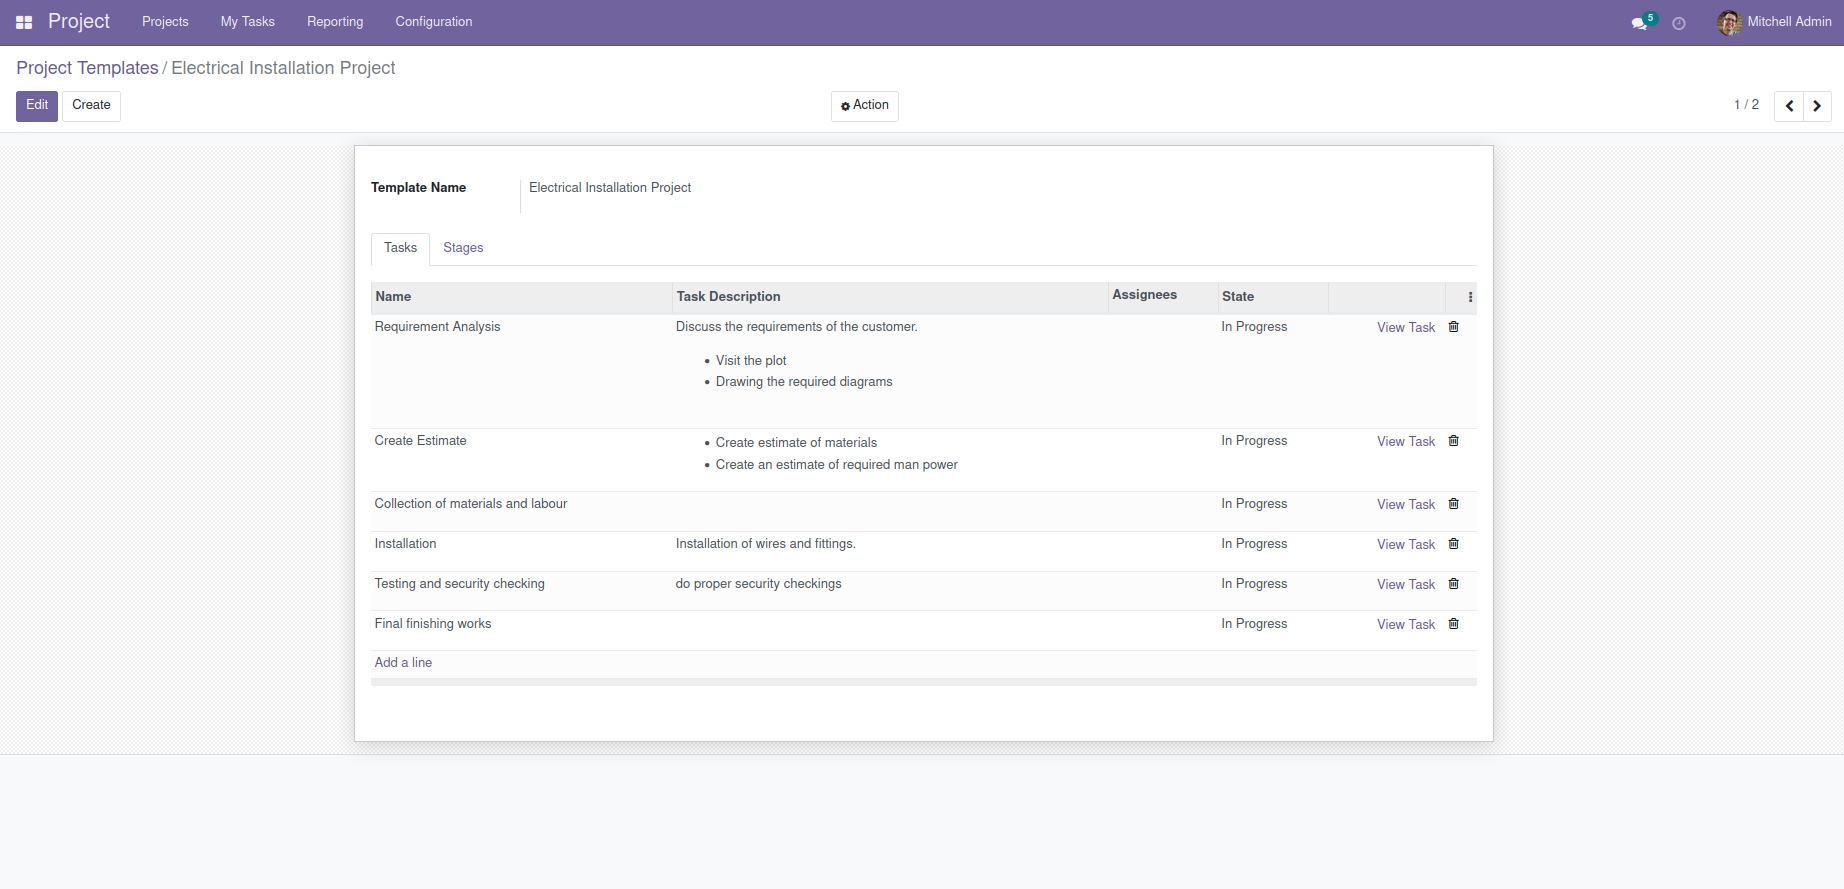 Project Projects My Tasks Reporting Configuration 5 Mitchell Admin
Project Templates / Electrical Installation Project
Edit Create Action 1 / 2
Template Name Electrical Installation Project
Tasks Stages
Name Task Description Assignees State
Requirement Analysis Discuss the requirements of the customer. In Progress View Task
• Visit the plot
• Drawing the required diagrams
Create Estimate • Create estimate of materials In Progress View Task
• Create an estimate of required man power
Collection of materials and labour In Progress View Task
Installation Installation of wires and fittings. In Progress View Task
Testing and security checking do proper security checkings In Progress View Task
Final finishing works In Progress View Task
Add a line